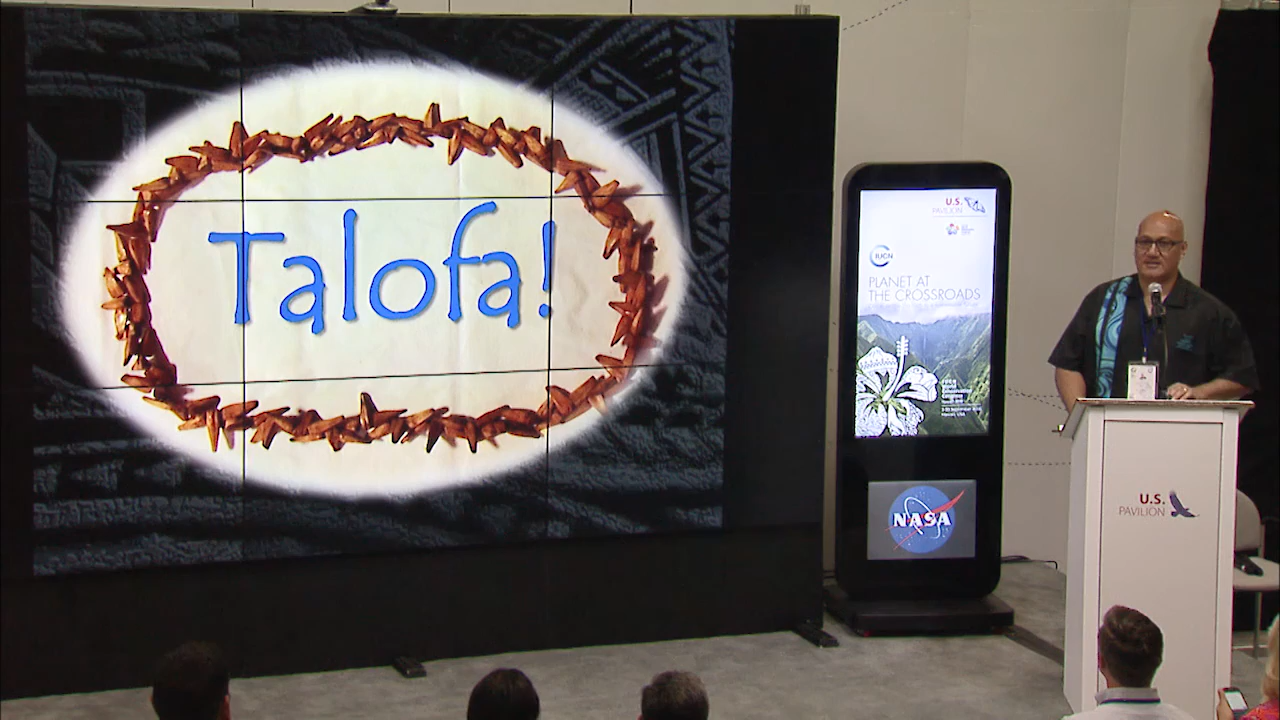 Talofa!
U.S.
PAVILION
IUCN
PLANET AT
THE CROSSROADS
NASA
U.S.
PAVILION